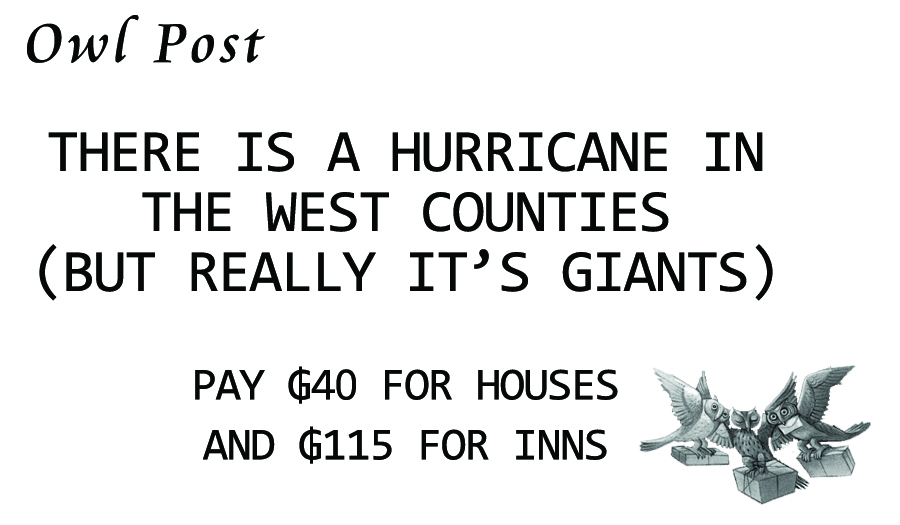 Owl Post
THERE IS A HURRICANE IN
THE WEST COUNTIES
(BUT REALLY IT’S GIANTS)
PAY ₲40 FOR HOUSES
AND ₲115 FOR INNS